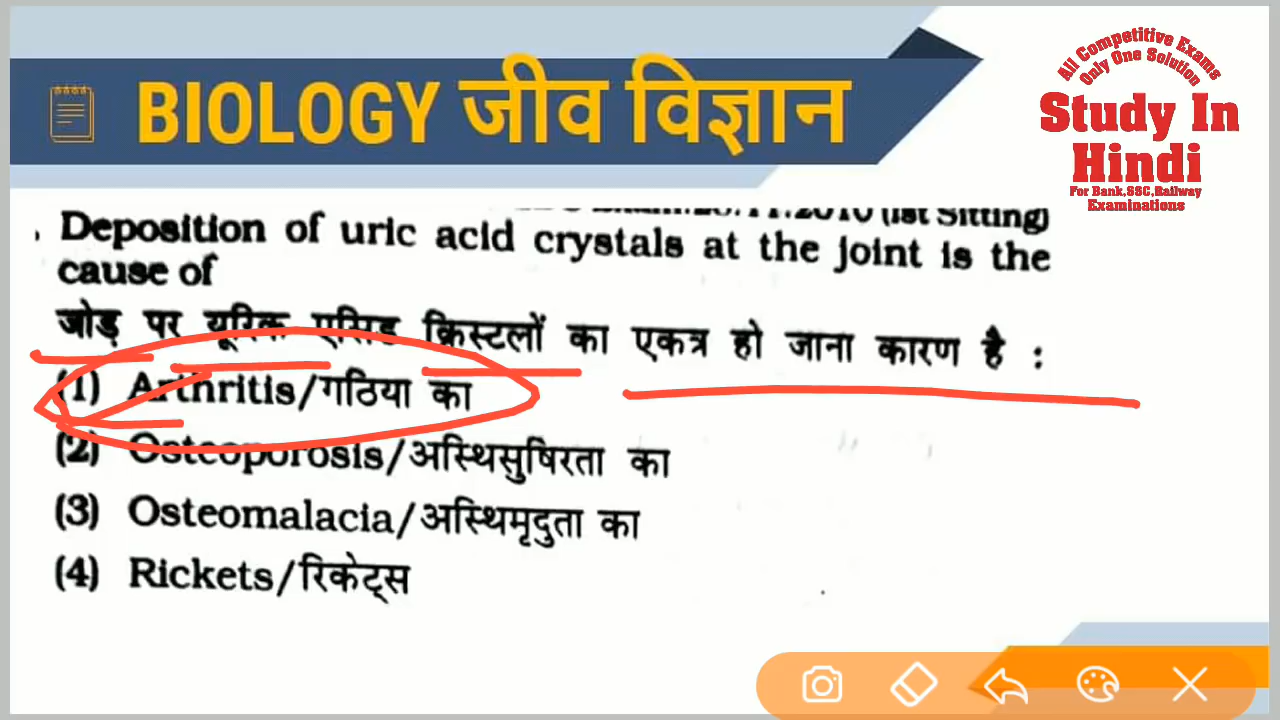 BIOLOGY जीव विज्ञान
All Competitive Exams
Only One Solution
Study In
Hindi
For Bank,SSC,Railway
Examinations
(Ist Sitting)
Deposition of uric acid crystals at the joint is the
cause of
जोड़ पर यूरिक एसिड क्रिस्टलों का एकत्र हो जाना कारण है :
(1) Arthritis/गठिया का
(2) Osteoporosis/अस्थिसुषिरता का
(3) Osteomalacia/अस्थिमृदुता का
(4) Rickets/रिकेट्स